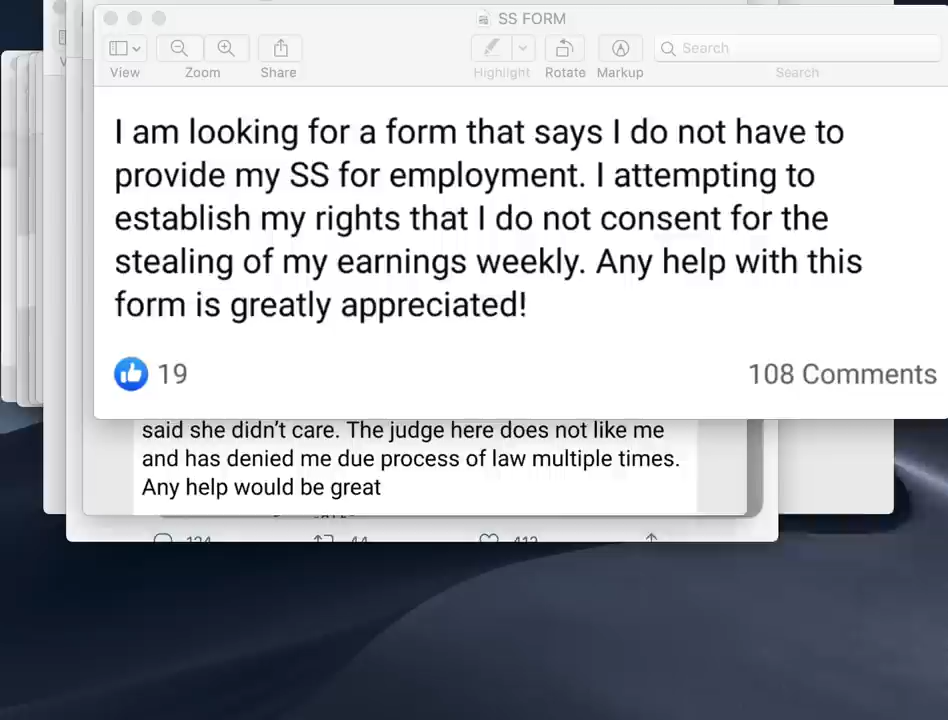 SS FORM
View
Zoom
Share
Highlight
Rotate
Markup
Search
Search
I am looking for a form that says I do not have to
provide my SS for employment. I attempting to
establish my rights that I do not consent for the
stealing of my earnings weekly. Any help with this
form is greatly appreciated!
19
108 Comments
said she didn't care. The judge here does not like me
and has denied me due process of law multiple times.
Any help would be great
124
44
412